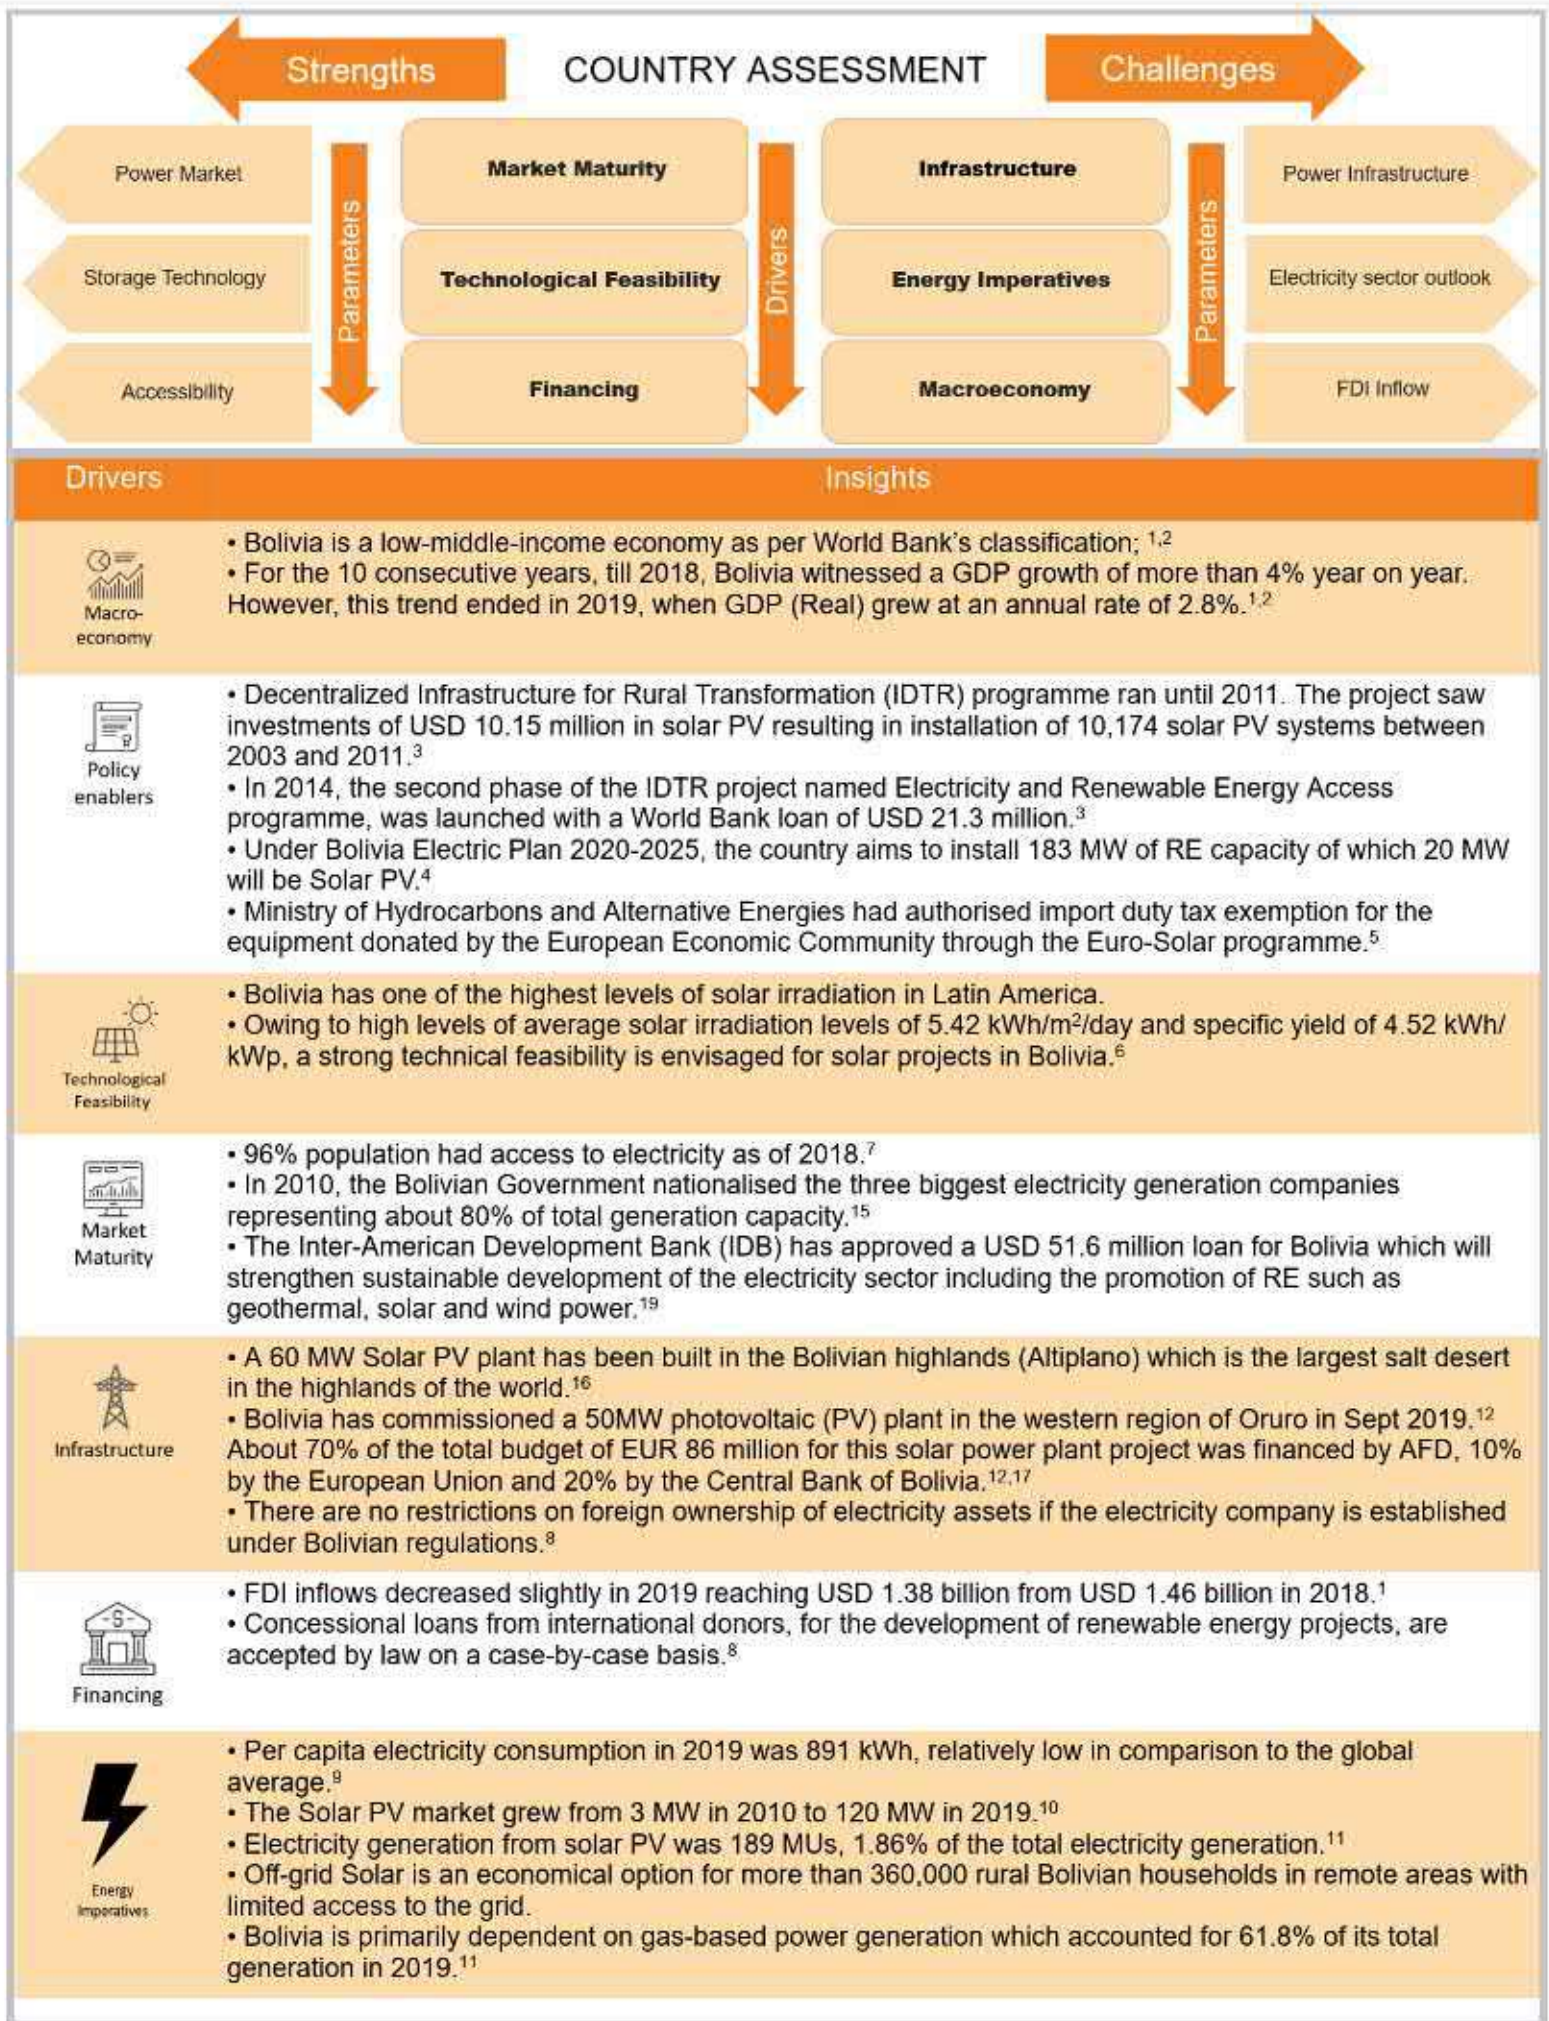 Strengths
COUNTRY ASSESSMENT
Challenges
Power Market
Storage Technology
Accessibility
Parameters
Market Maturity
Technological Feasibility
Financing
Drivers
Infrastructure
Energy Imperatives
Macroeconomy
Parameters
Power Infrastructure
Electricity sector outlook
FDI Inflow
Drivers
Insights
Macro-
economy
• Bolivia is a low-middle-income economy as per World Bank's classification; 1,2
• For the 10 consecutive years, till 2018, Bolivia witnessed a GDP growth of more than 4% year on year.
However, this trend ended in 2019, when GDP (Real) grew at an annual rate of 2.8%.1,2
Policy
enablers
• Decentralized Infrastructure for Rural Transformation (IDTR) programme ran until 2011. The project saw
investments of USD 10.15 million in solar PV resulting in installation of 10,174 solar PV systems between
2003 and 2011.3
• In 2014, the second phase of the IDTR project named Electricity and Renewable Energy Access
programme, was launched with a World Bank loan of USD 21.3 million.3
• Under Bolivia Electric Plan 2020-2025, the country aims to install 183 MW of RE capacity of which 20 MW
will be Solar PV.4
• Ministry of Hydrocarbons and Alternative Energies had authorised import duty tax exemption for the
equipment donated by the European Economic Community through the Euro-Solar programme.5
Technological
Feasibility
• Bolivia has one of the highest levels of solar irradiation in Latin America.
• Owing to high levels of average solar irradiation levels of 5.42 kWh/m2/day and specific yield of 4.52 kWh/
kWp, a strong technical feasibility is envisaged for solar projects in Bolivia.6
Market
Maturity
• 96% population had access to electricity as of 2018.7
• In 2010, the Bolivian Government nationalised the three biggest electricity generation companies
representing about 80% of total generation capacity.15
• The Inter-American Development Bank (IDB) has approved a USD 51.6 million loan for Bolivia which will
strengthen sustainable development of the electricity sector including the promotion of RE such as
geothermal, solar and wind power.19
Infrastructure
• A 60 MW Solar PV plant has been built in the Bolivian highlands (Altiplano) which is the largest salt desert
in the highlands of the world.16
• Bolivia has commissioned a 50MW photovoltaic (PV) plant in the western region of Oruro in Sept 2019.12
About 70% of the total budget of EUR 86 million for this solar power plant project was financed by AFD, 10%
by the European Union and 20% by the Central Bank of Bolivia.12,17
• There are no restrictions on foreign ownership of electricity assets if the electricity company is established
under Bolivian regulations.8
Financing
• FDI inflows decreased slightly in 2019 reaching USD 1.38 billion from USD 1.46 billion in 2018.1
• Concessional loans from international donors, for the development of renewable energy projects, are
accepted by law on a case-by-case basis.8
Energy
Imperatives
• Per capita electricity consumption in 2019 was 891 kWh, relatively low in comparison to the global
average.9
• The Solar PV market grew from 3 MW in 2010 to 120 MW in 2019.10
• Electricity generation from solar PV was 189 MUs, 1.86% of the total electricity generation.11
• Off-grid Solar is an economical option for more than 360,000 rural Bolivian households in remote areas with
limited access to the grid.
• Bolivia is primarily dependent on gas-based power generation which accounted for 61.8% of its total
generation in 2019.11